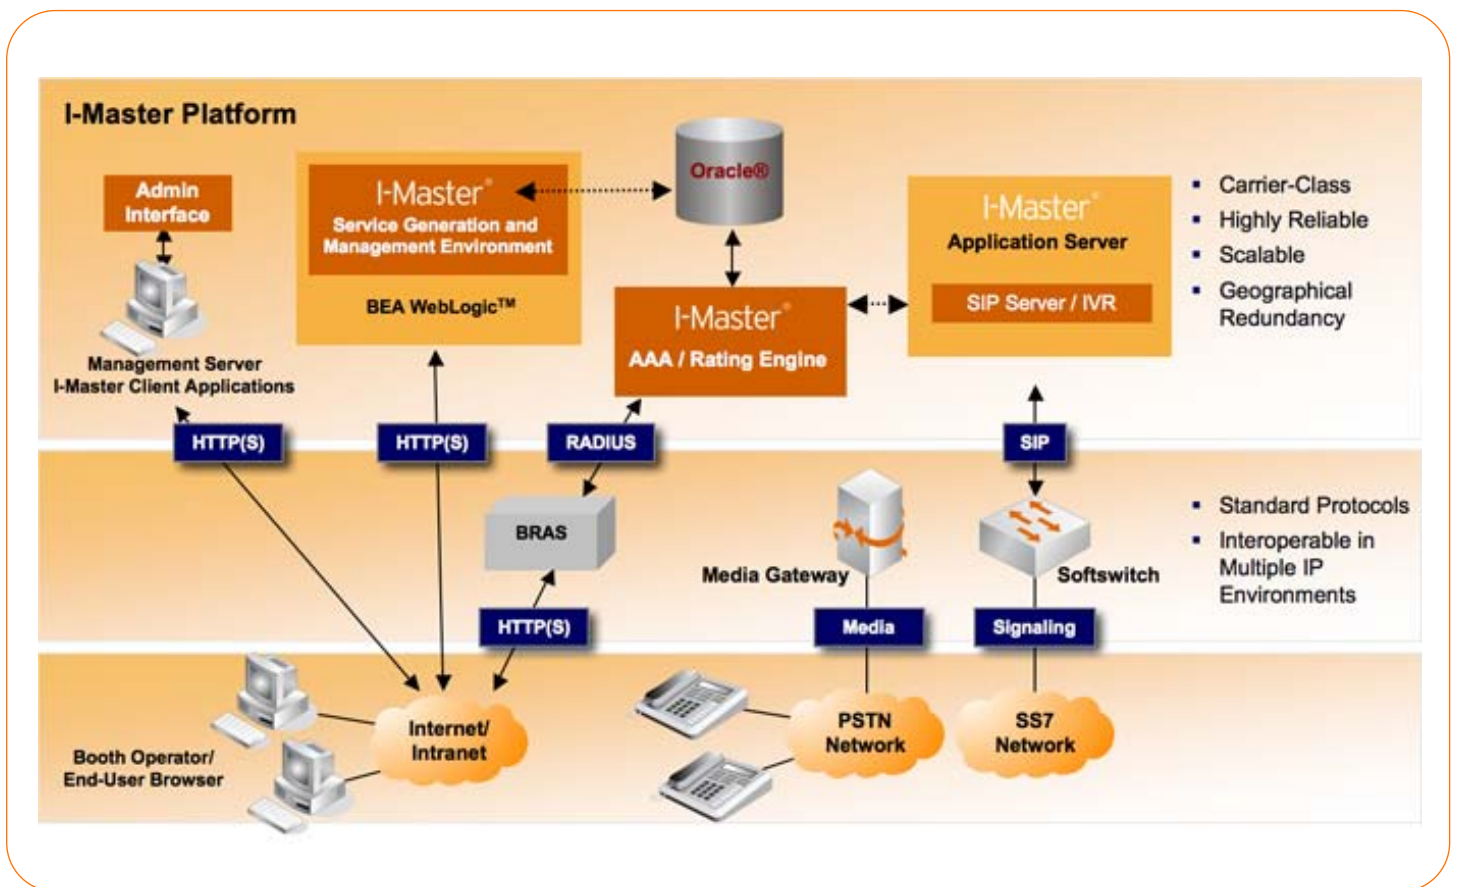 I-Master Platform
Admin
Interface
Management Server
I-Master Client Applications
I-Master®
Service Generation and
Management Environment
BEA WebLogic™
Oracle®
I-Master®
AAA / Rating Engine
I-Master®
Application Server
SIP Server / IVR
▪ Carrier-Class
▪ Highly Reliable
▪ Scalable
▪ Geographical
Redundancy
HTTP(S)
HTTP(S)
RADIUS
SIP
BRAS
Media Gateway
Softswitch
▪ Standard Protocols
▪ Interoperable in
Multiple IP
Environments
HTTP(S)
Media
Signaling
Booth Operator/
End-User Browser
Internet/
Intranet
PSTN
Network
SS7
Network